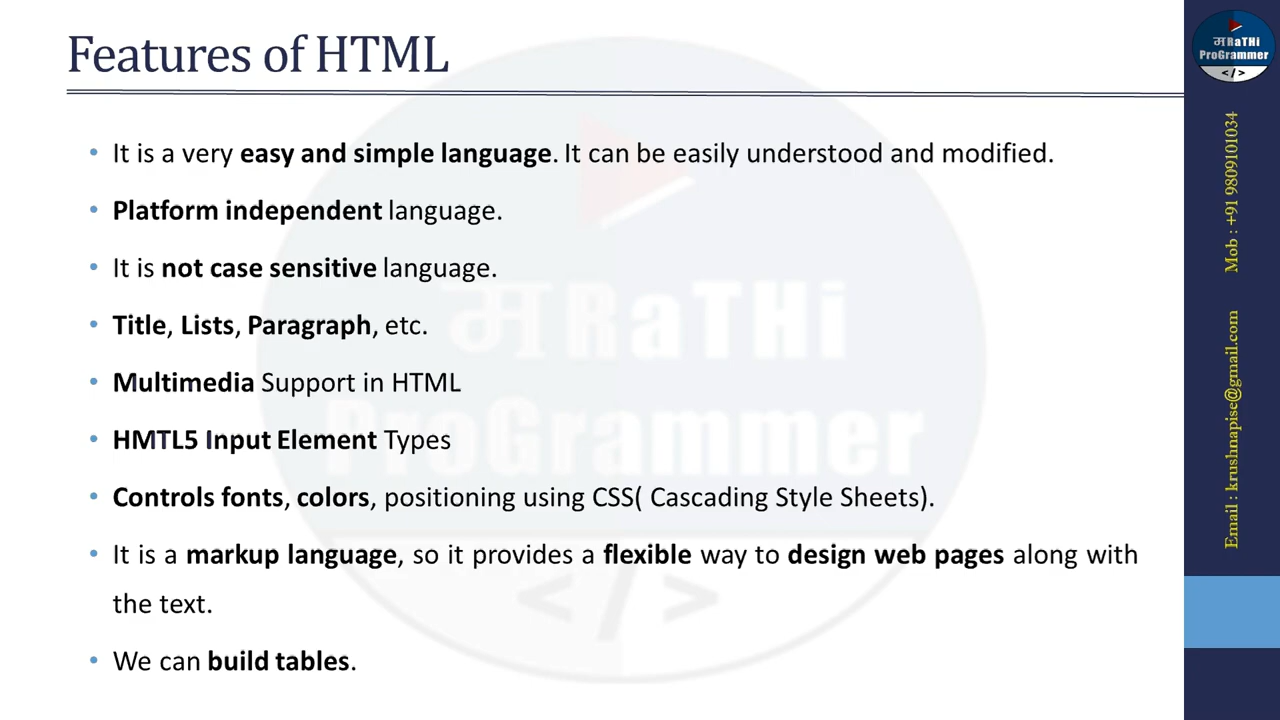 Features of HTML
• It is a very easy and simple language. It can be easily understood and modified.
• Platform independent language.
• It is not case sensitive language.
• Title, Lists, Paragraph, etc.
• Multimedia Support in HTML
• HMTL5 Input Element Types
• Controls fonts, colors, positioning using CSS( Cascading Style Sheets).
• It is a markup language, so it provides a flexible way to design web pages along with
the text.
• We can build tables.
मRaTHi
ProGrammer
</>
Email : krushnapise@gmail.com Mob : +91 9809101034
मRaTHi
ProGrammer
</>